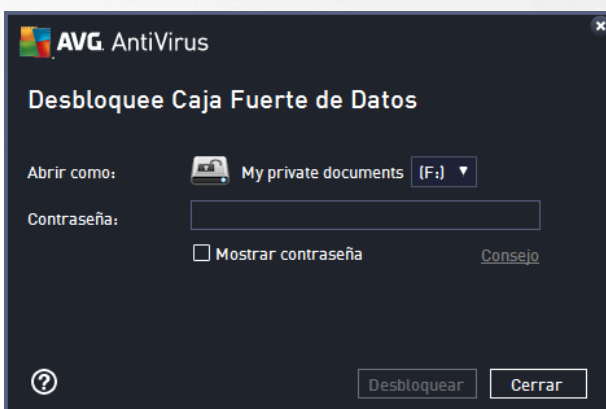 AVG. AntiVirus
Desbloquee Caja Fuerte de Datos
Abrir como: My private documents (F:)
Contraseña:
Mostrar contraseña Consejo
Desbloquear Cerrar